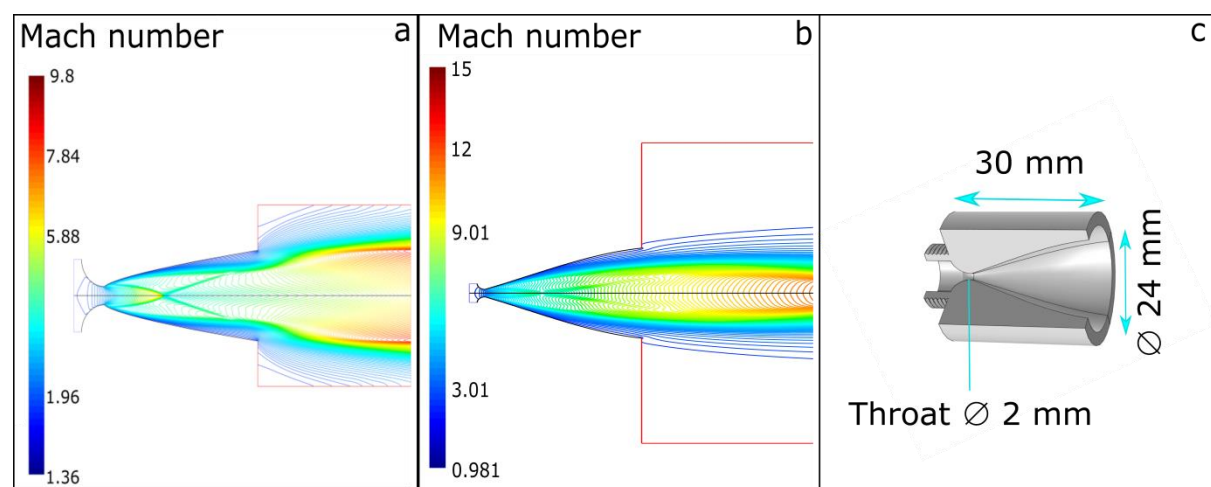 Mach number
a
9.8
7.84
5.88
1.96
1.36
Mach number
b
15
12
9.01
3.01
0.981
c
30 mm
∅ 24 mm
Throat ∅ 2 mm